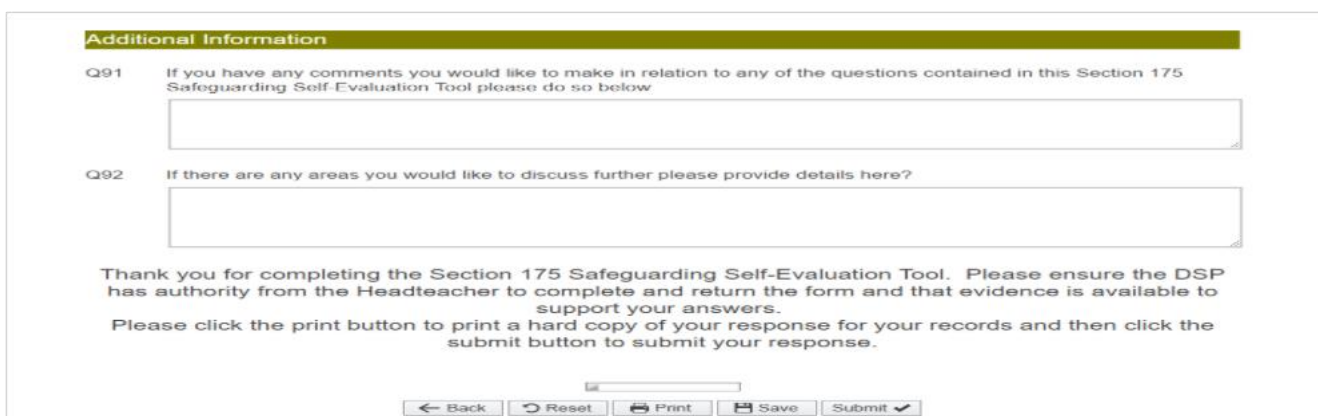 Additional Information
Q91 If you have any comments you would like to make in relation to any of the questions contained in this Section 175
Safeguarding Self-Evaluation Tool please do so below
Q92 If there are any areas you would like to discuss further please provide details here?
Thank you for completing the Section 175 Safeguarding Self-Evaluation Tool. Please ensure the DSP
has authority from the Headteacher to complete and return the form and that evidence is available to
support your answers.
Please click the print button to print a hard copy of your response for your records and then click the
submit button to submit your response.
Back Reset Print Save Submit